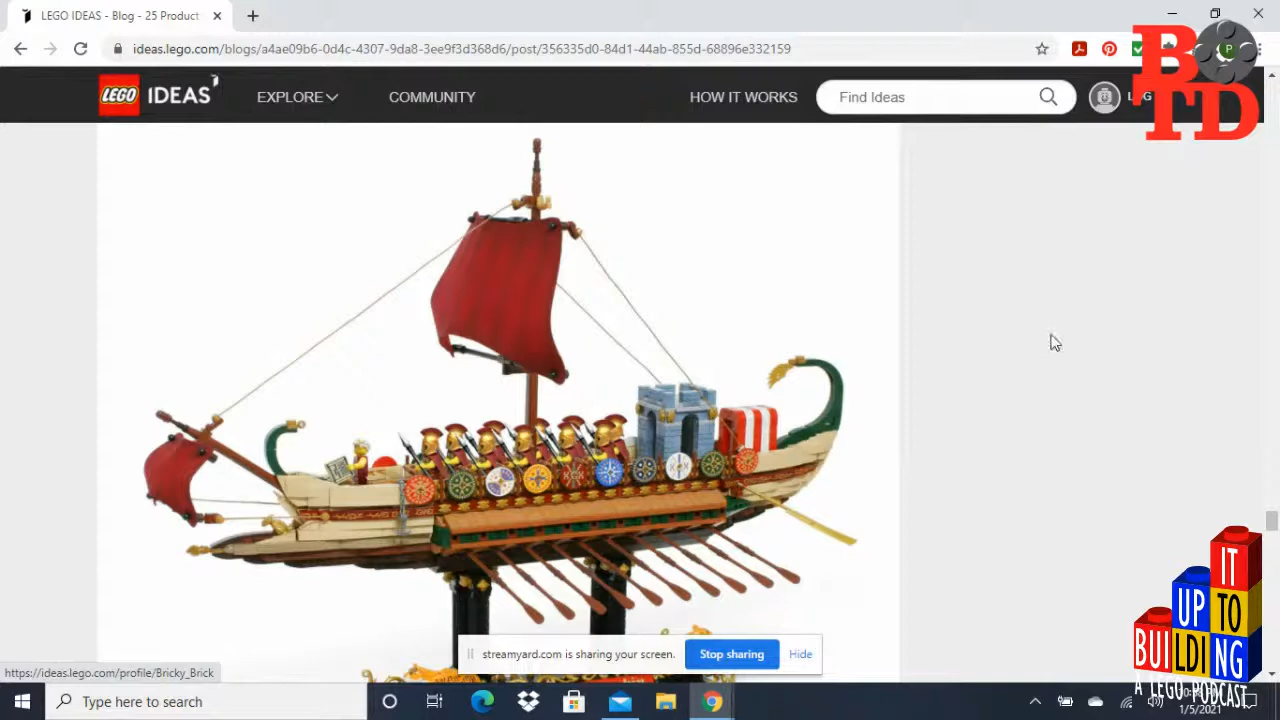 LEGO IDEAS - Blog - 25 Product
ideas.lego.com/blogs/a4ae09b6-0d4c-4307-9da8-3ee9f3b168d6/post/356335d0-84d1-44ab-855d-68896e332159
LEGO IDEAS EXPLORE COMMUNITY HOW IT WORKS Find Ideas
B
TD
P
streamyard.com is sharing your screen. Stop sharing Hide
https://ideas.lego.com/profile/Bricky_Brick
IT
UP TO
BUILDING
A LEGO PODCAST
Type here to search
1/5/2021